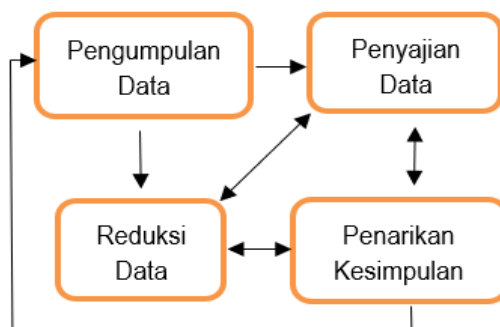 Pengumpulan
Data
Penyajian
Data
Reduksi
Data
Penarikan
Kesimpulan